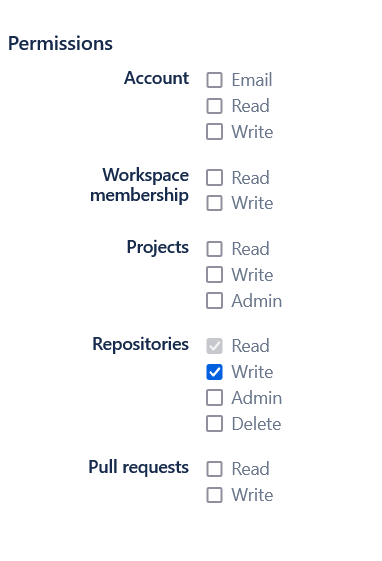 Permissions
Account
Email
Read
Write
Workspace
membership
Read
Write
Projects
Read
Write
Admin
Repositories
Read
Write
Admin
Delete
Pull requests
Read
Write